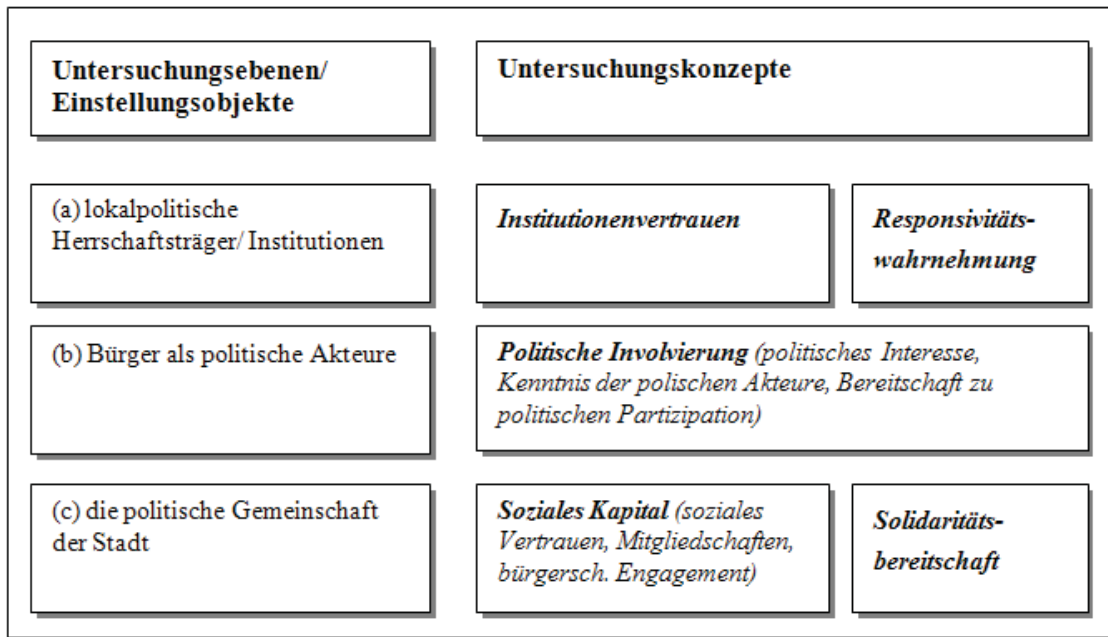 Untersuchungsebenen/
Einstellungsobjekte
Untersuchungskonzepte
(a) lokalpolitische
Herrschaftsträger/ Institutionen
Institutionenvertrauen
Responsivitäts-
wahrnehmung
(b) Bürger als politische Akteure
Politische Involvierung (politisches Interesse,
Kenntnis der polischen Akteure, Bereitschaft zu
politischen Partizipation)
(c) die politische Gemeinschaft
der Stadt
Soziales Kapital (soziales
Vertrauen, Mitgliedschaften,
bürgersch. Engagement)
Solidaritäts-
bereitschaft